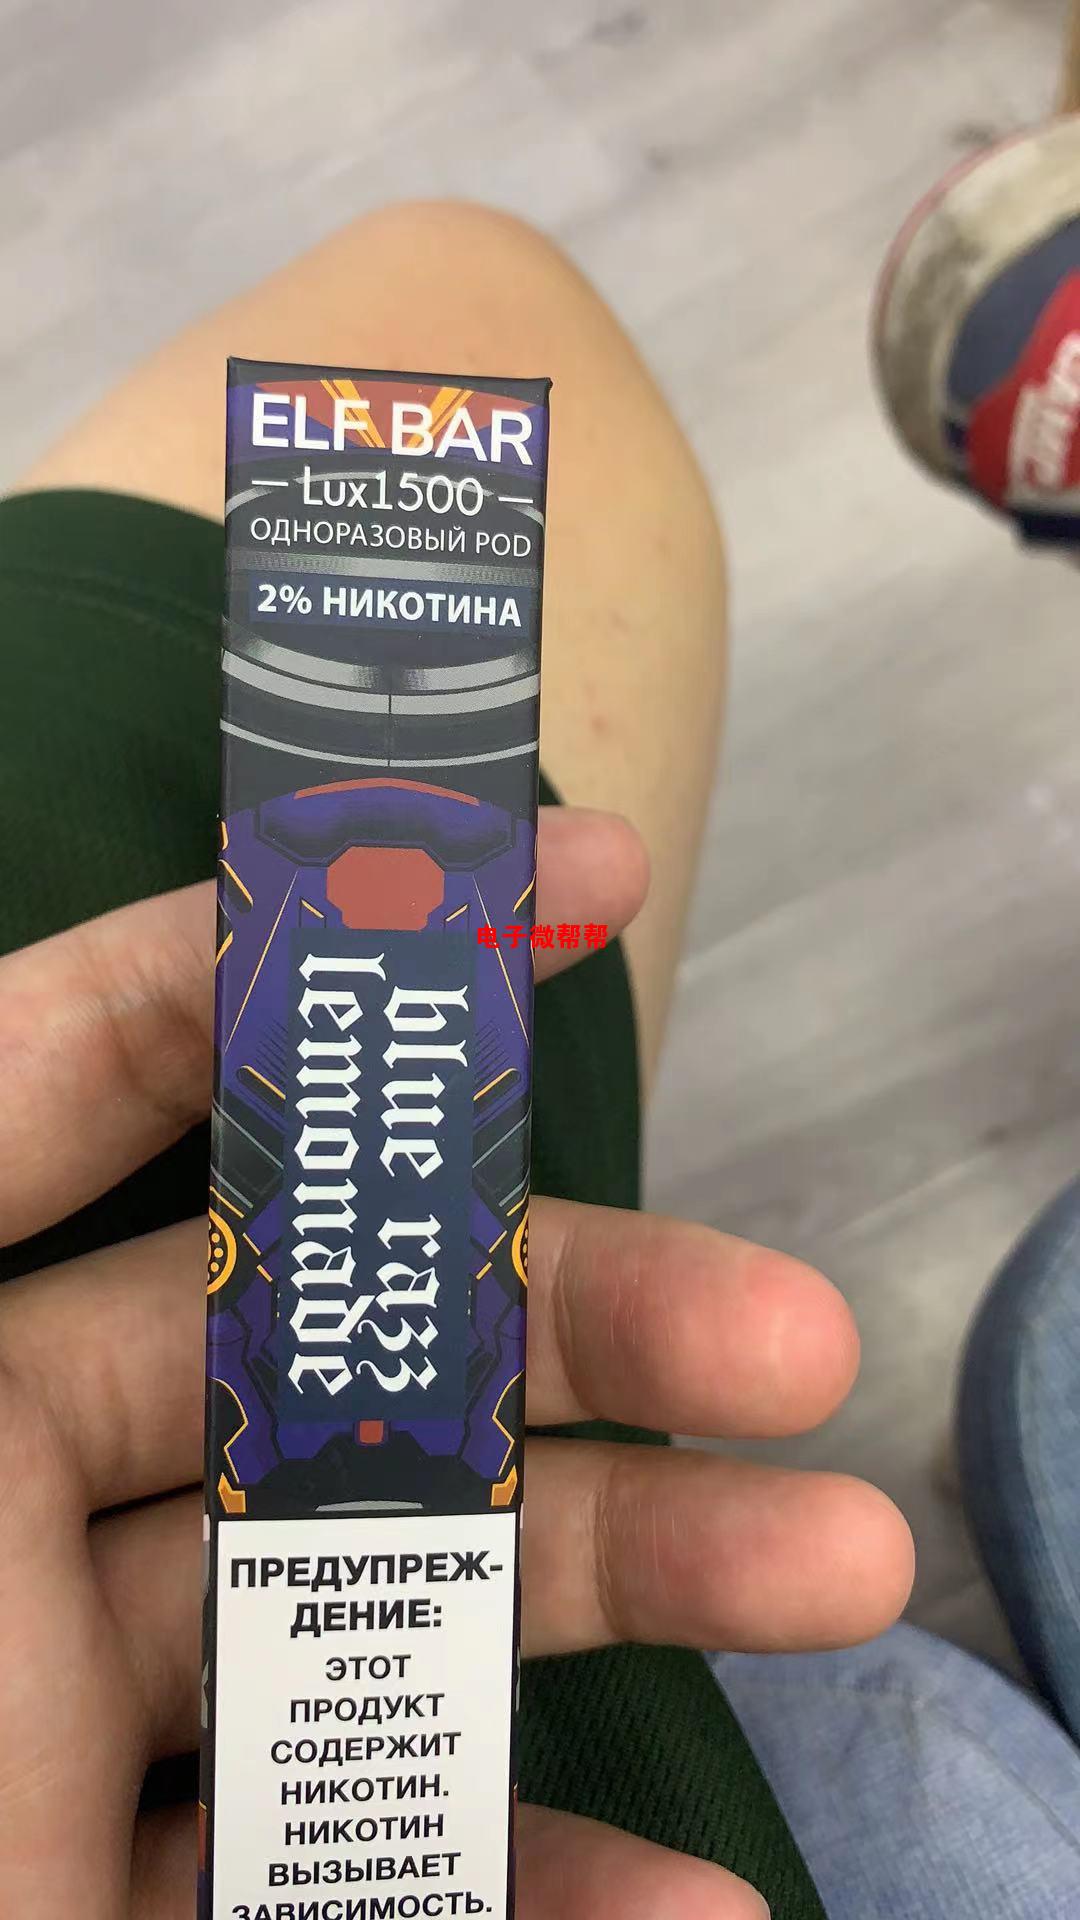 ELF BAR
— Lux1500 —
ОДНОРАЗОВЫЙ POD
2% НИКОТИНА
电子微帮帮
blue razz
lemonade
ПРЕДУПРЕЖ-
ДЕНИЕ:
ЭТОТ
ПРОДУКТ
СОДЕРЖИТ
НИКОТИН.
НИКОТИН
ВЫЗЫВАЕТ
ЗАВИСИМОСТЬ.